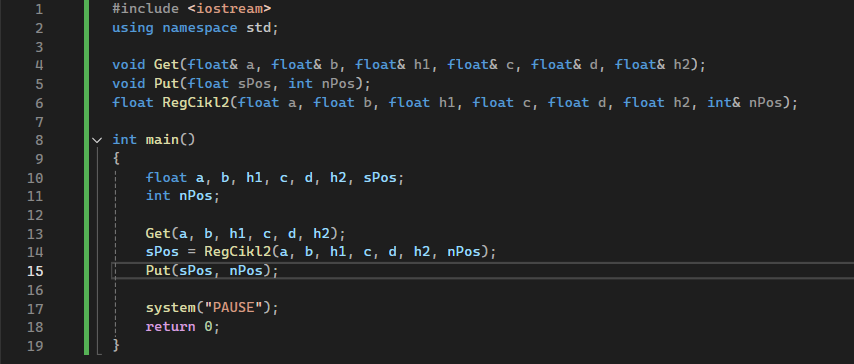 1 #include <iostream>
2 using namespace std;
3
4 void Get(float& a, float& b, float& h1, float& c, float& d, float& h2);
5 void Put(float sPos, int nPos);
6 float RegCikl2(float a, float b, float h1, float c, float d, float h2, int& nPos);
7
8 int main()
9 {
10 float a, b, h1, c, d, h2, sPos;
11 int nPos;
12
13 Get(a, b, h1, c, d, h2);
14 sPos = RegCikl2(a, b, h1, c, d, h2, nPos);
15 Put(sPos, nPos);
16
17 system("PAUSE");
18 return 0;
19 }